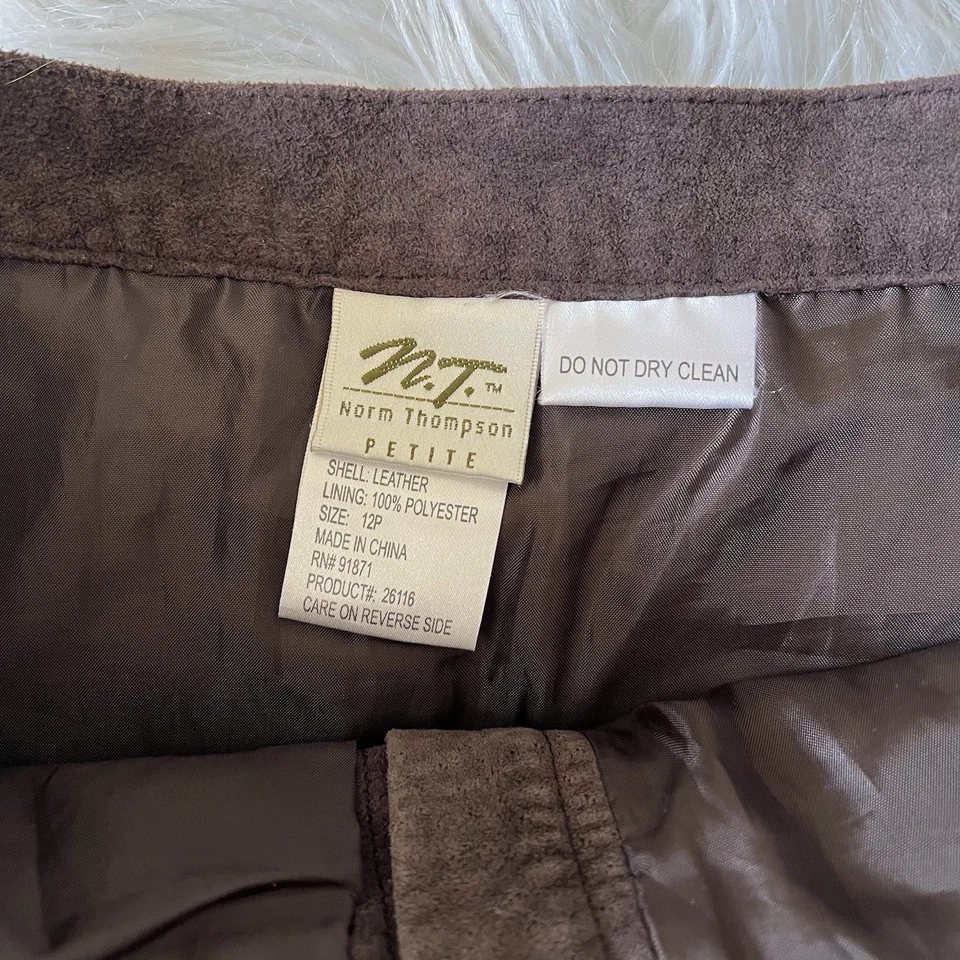 N.T.™
Norm Thompson
PETITE
SHELL: LEATHER
LINING: 100% POLYESTER
SIZE: 12P
MADE IN CHINA
RN# 91871
PRODUCT#: 26116
CARE ON REVERSE SIDE
DO NOT DRY CLEAN